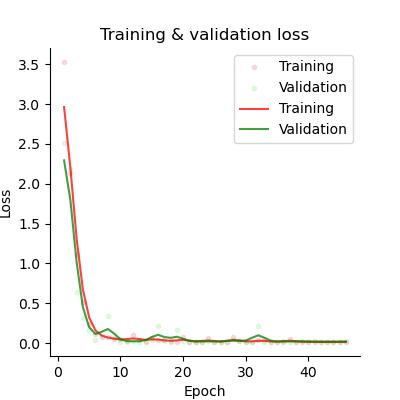 Training & validation loss
Training
Validation
Training
Validation
3.5
3.0
2.5
2.0
1.5
1.0
0.5
0.0
Loss
0 10 20 30 40
Epoch